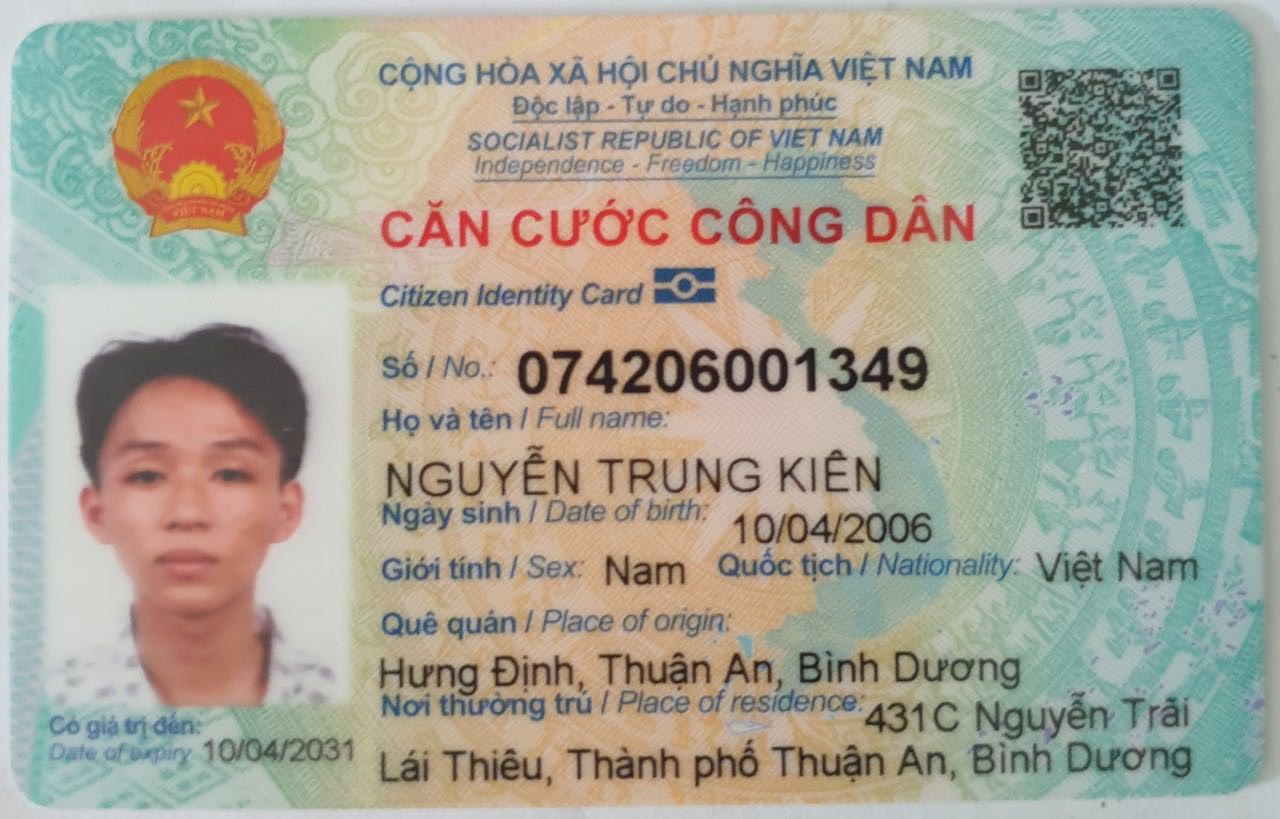 CỘNG HÒA XÃ HỘI CHỦ NGHĨA VIỆT NAM
Độc lập - Tự do - Hạnh phúc
SOCIALIST REPUBLIC OF VIET NAM
Independence - Freedom - Happiness
VIỆT NAM
CĂN CƯỚC CÔNG DÂN
Citizen Identity Card
Số / No.: 074206001349
Họ và tên / Full name:
NGUYỄN TRUNG KIÊN
Ngày sinh / Date of birth: 10/04/2006
Giới tính / Sex: Nam Quốc tịch / Nationality: Việt Nam
Quê quán / Place of origin:
Hưng Định, Thuận An, Bình Dương
Nơi thường trú / Place of residence: 431C Nguyễn Trãi
Lái Thiêu, Thành phố Thuận An, Bình Dương
Có giá trị đến:
Date of expiry 10/04/2031